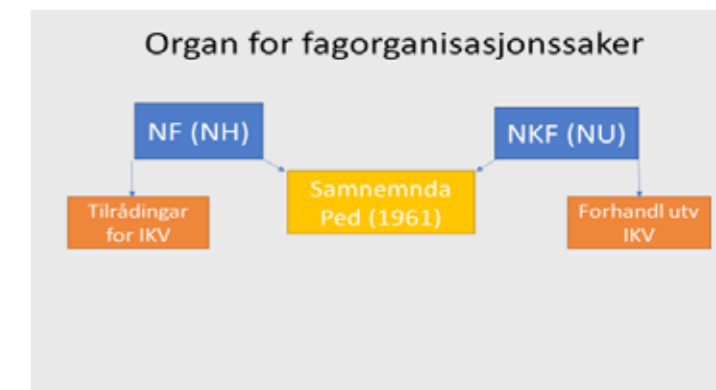 Organ for fagorganisasjonssaker
NF (NH)
NKF (NU)
Samnemnda
Ped (1961)
Tilrådingar
for IKV
Forhandl utv
IKV